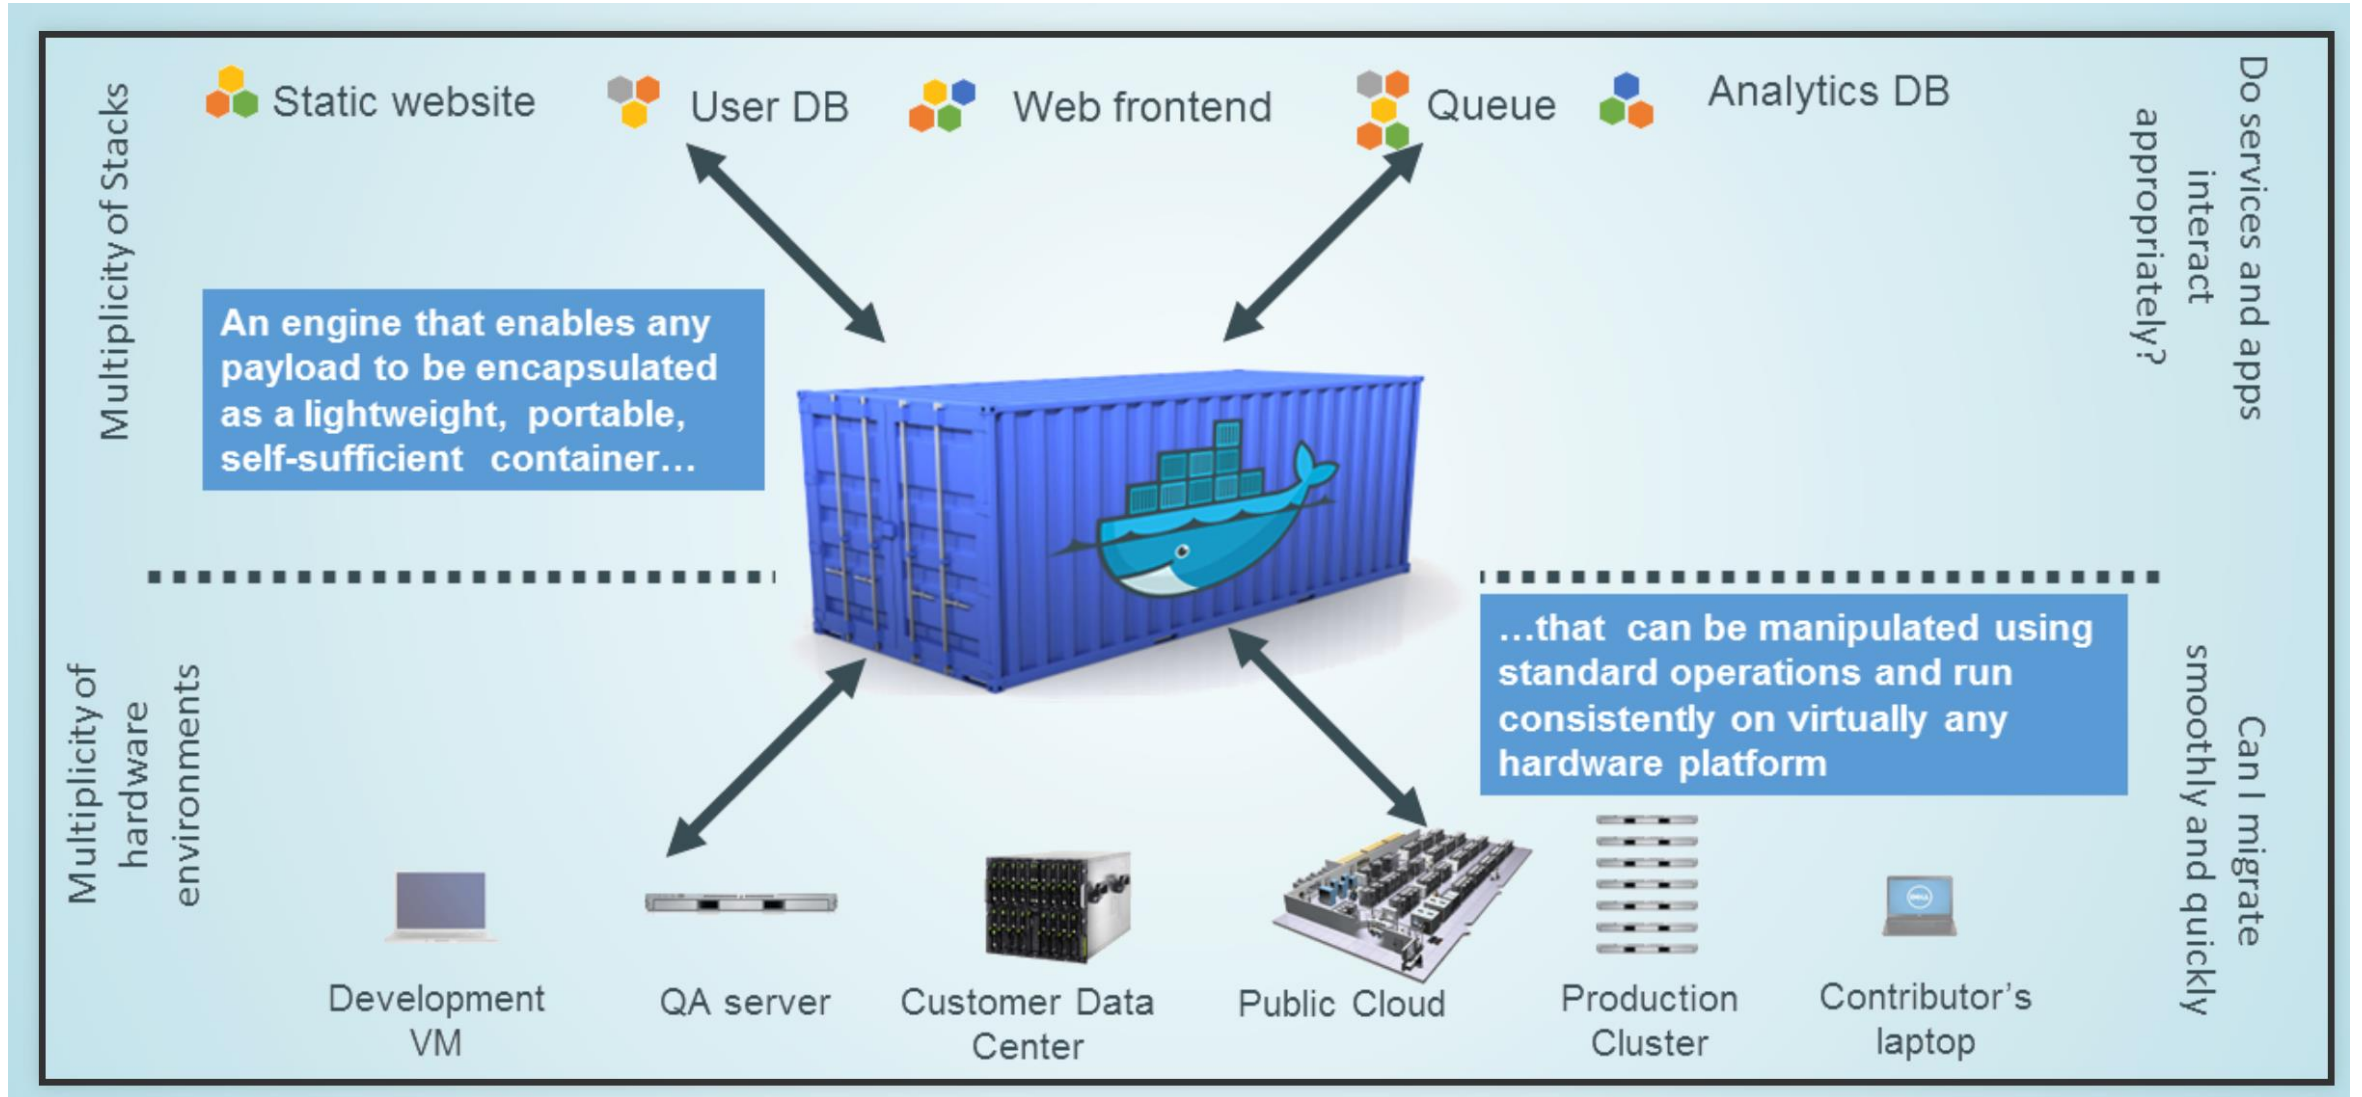 Static website
User DB
Web frontend
Queue
Analytics DB
Multiplicity of Stacks
Do services and apps
interact
appropriately?
An engine that enables any
payload to be encapsulated
as a lightweight, portable,
self-sufficient container…
…that can be manipulated using
standard operations and run
consistently on virtually any
hardware platform
Multiplicity of
hardware
environments
Can I migrate
smoothly and quickly
DELL
Development
VM
QA server
Customer Data
Center
Public Cloud
Production
Cluster
Contributor’s
laptop